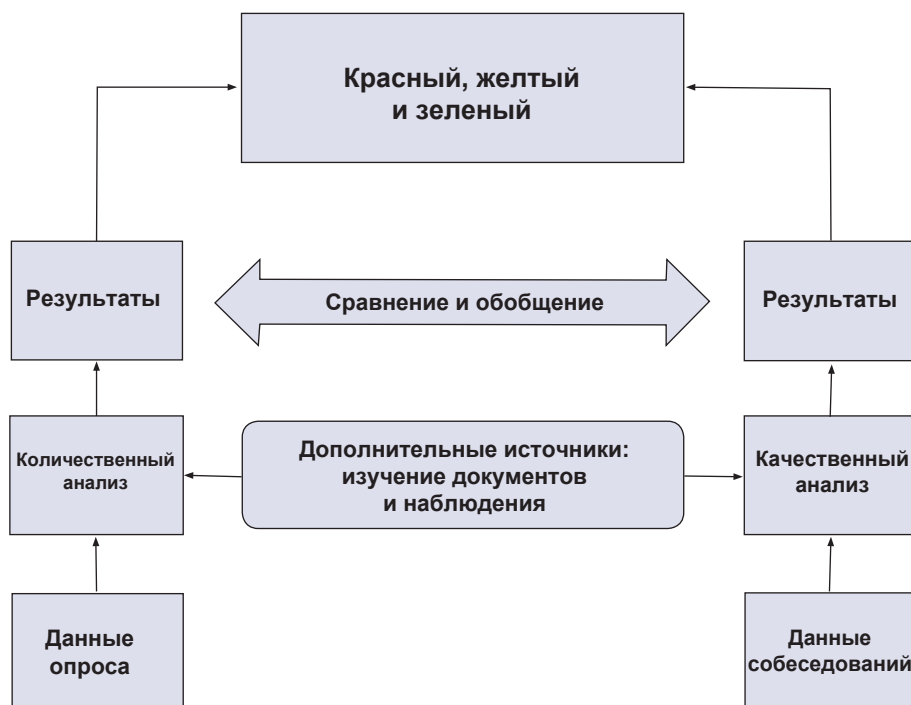 Красный, желтый
и зеленый
Результаты
Сравнение и обобщение
Результаты
Количественный
анализ
Дополнительные источники:
изучение документов
и наблюдения
Качественный
анализ
Данные
опроса
Данные
собеседований